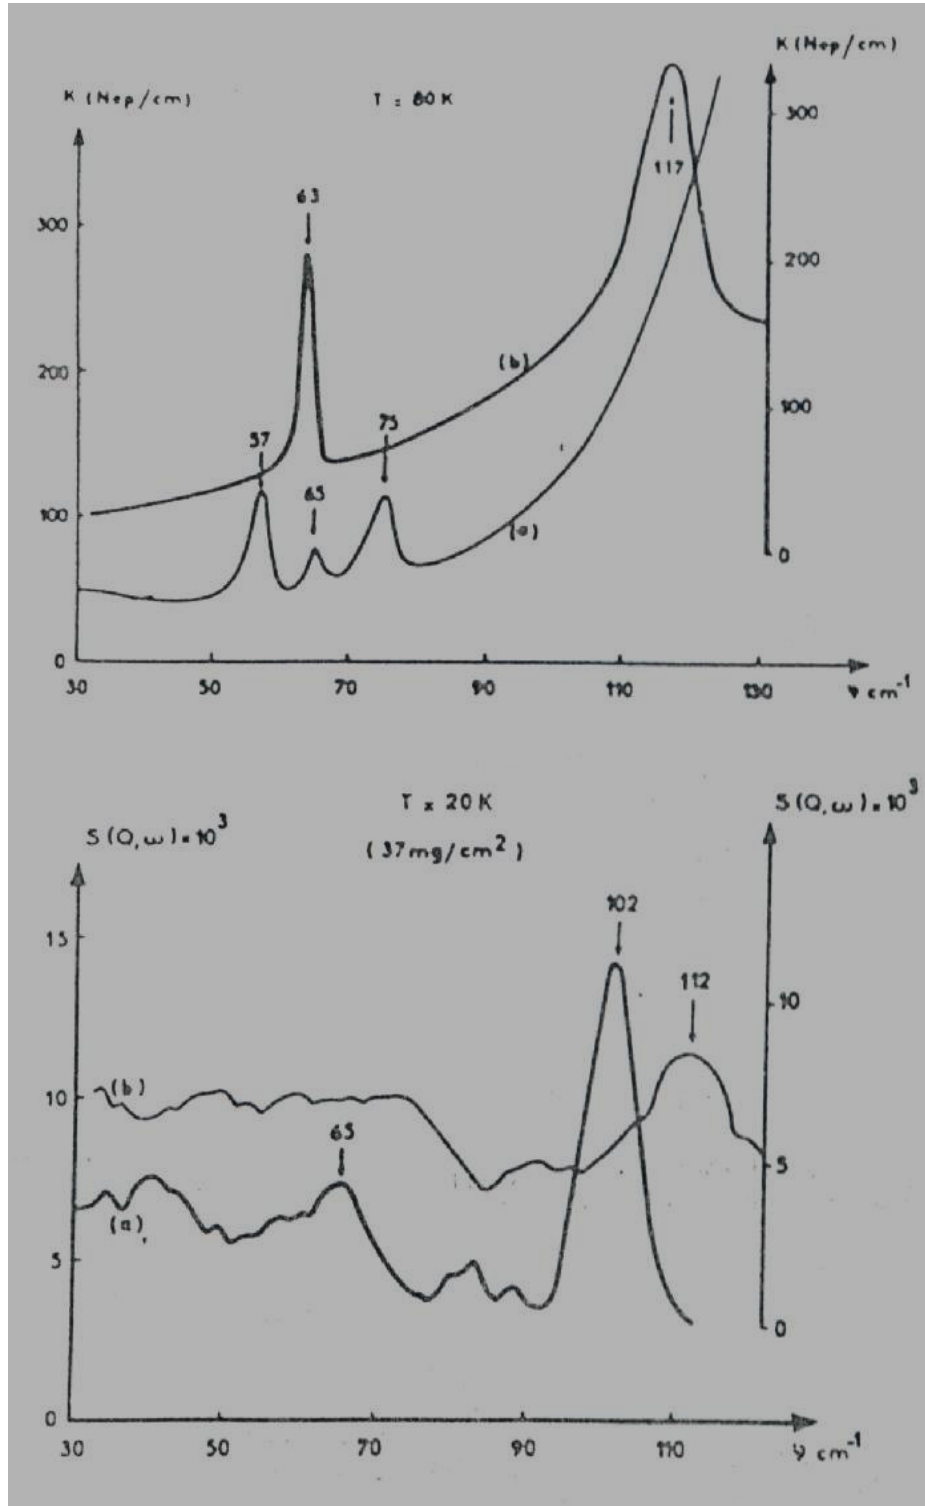 K (Nep/cm)
K (Nep/cm)
T = 80 K
300
63
117
300
200
(b)
200
57
75
100
65
100
(a)
0
0
30 50 70 90 110 130 ν cm-1
T = 20 K
S(Q,ω)×10³
S(Q,ω)×10³
(37mg/cm²)
102
15
112
10
(b)
10
65
(a)
5
5
0
0
30 50 70 90 110 ν cm-1